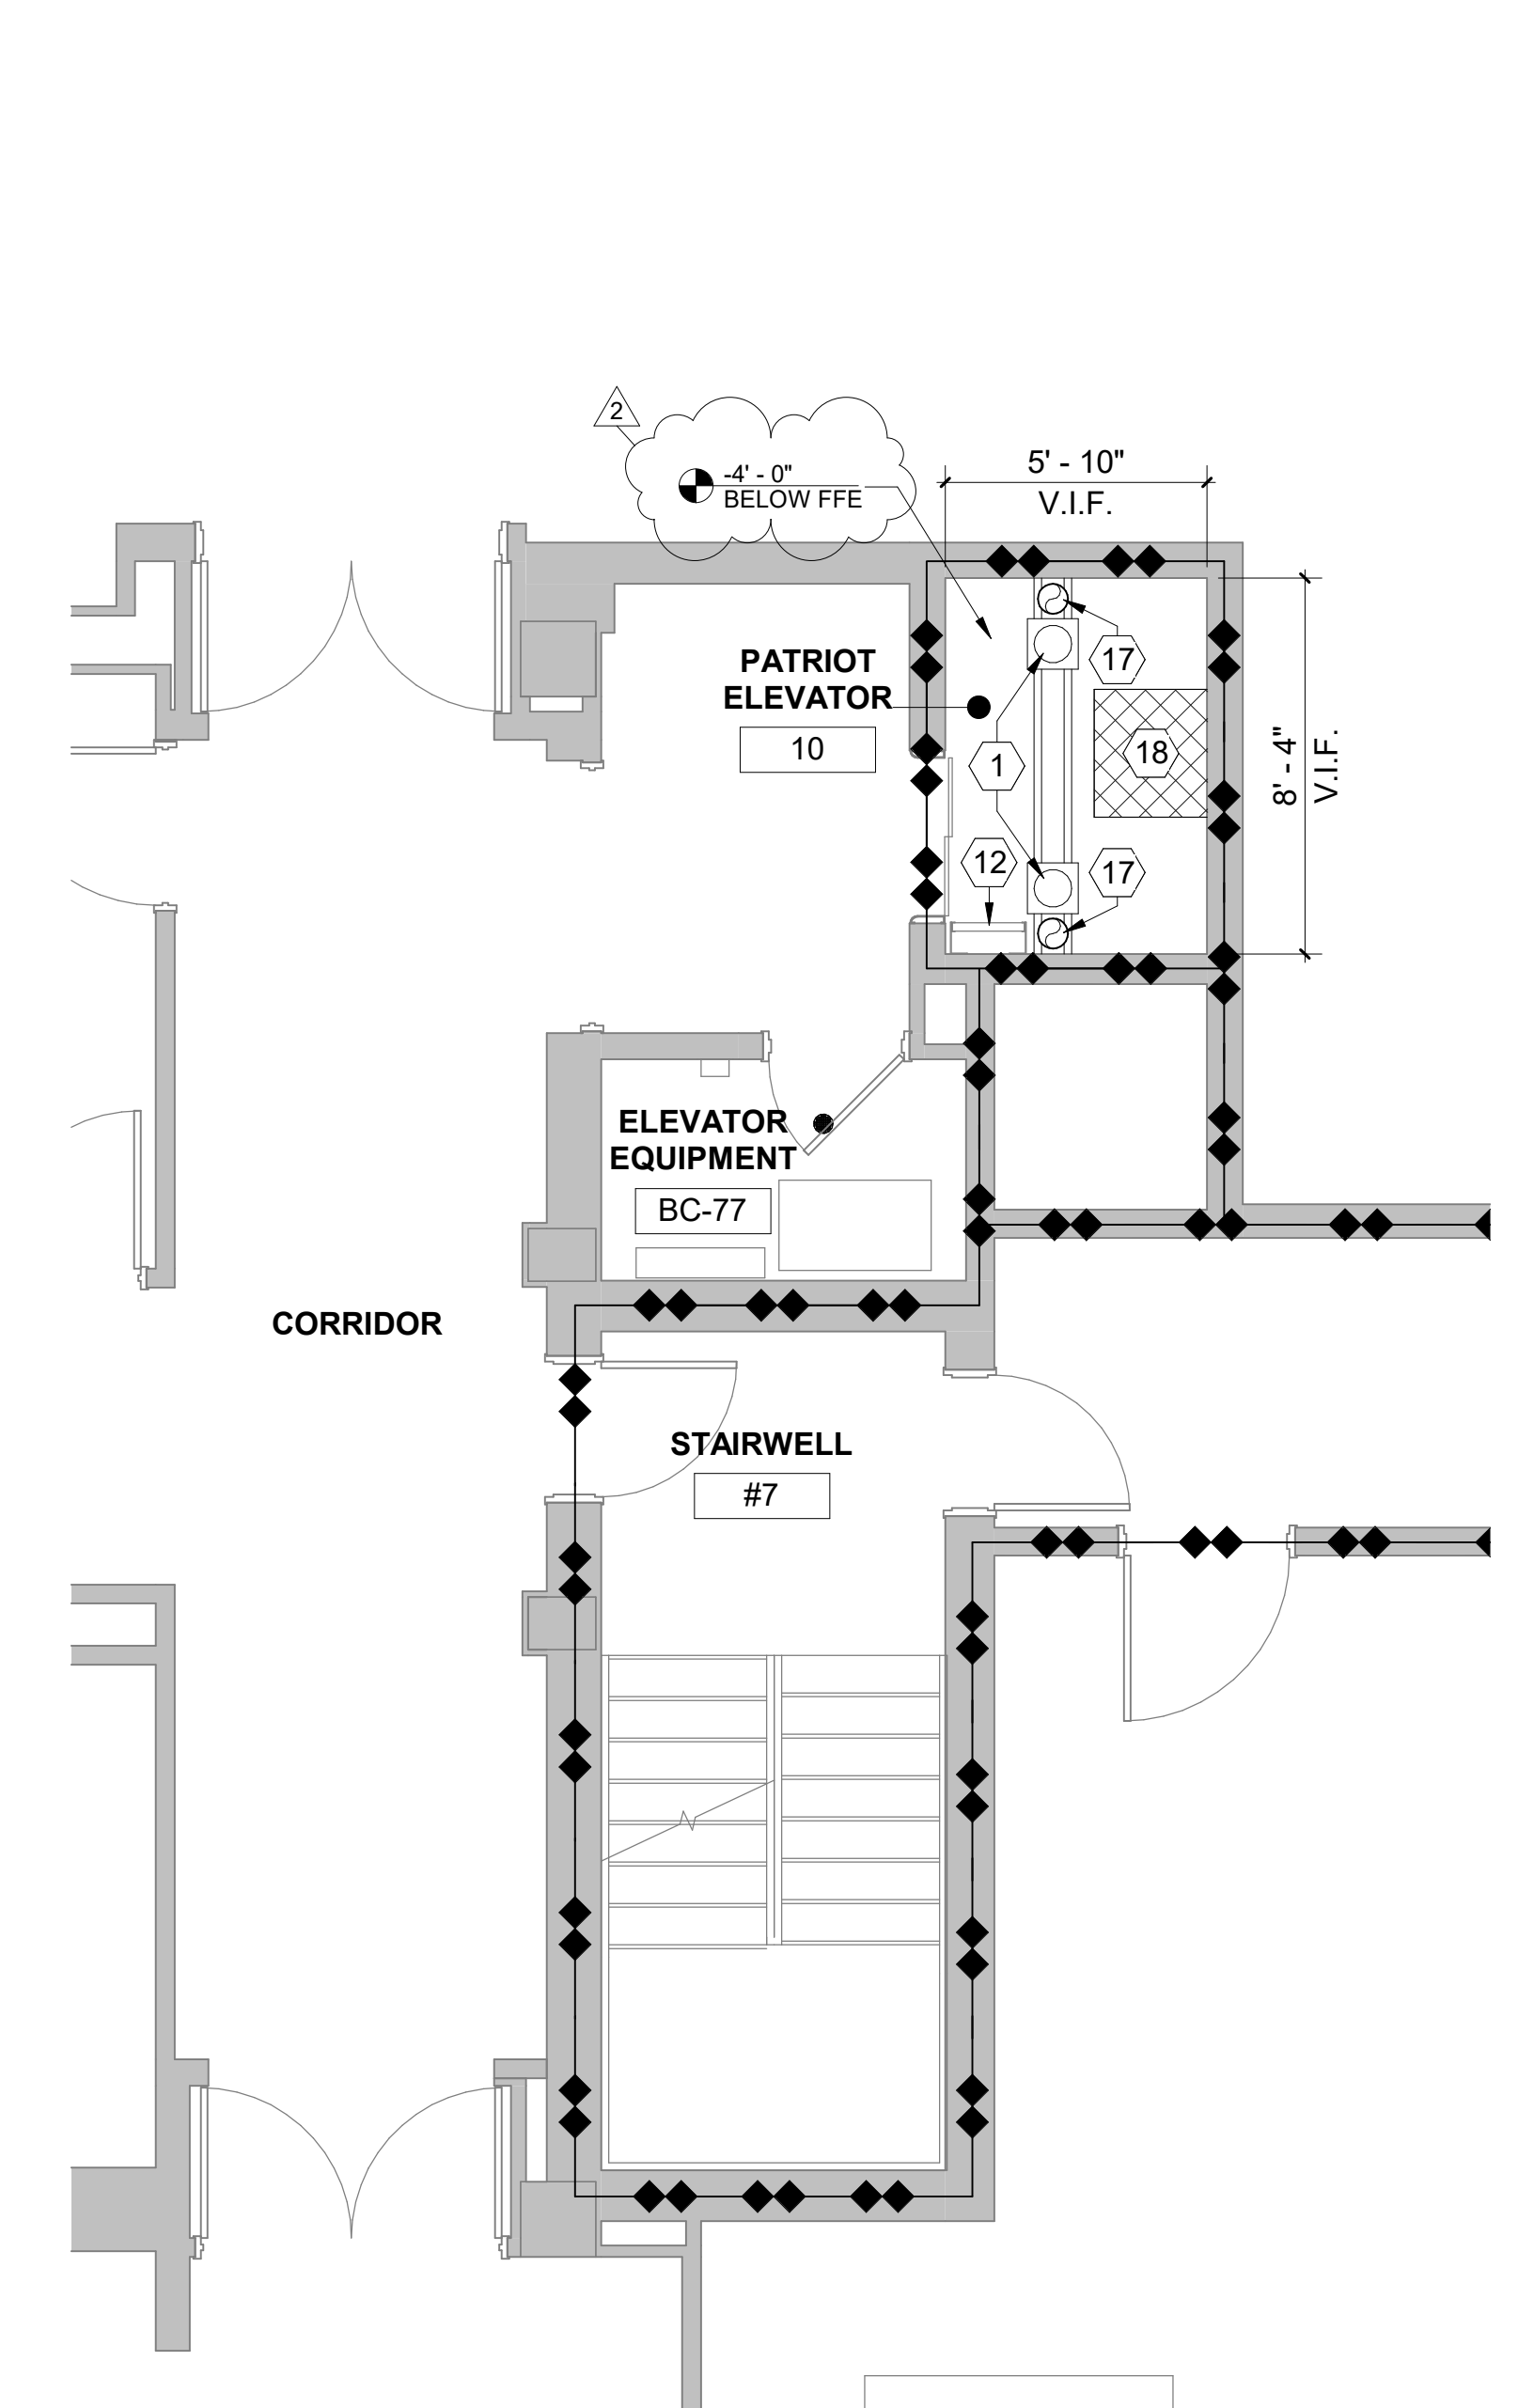 2
-4' - 0"
BELOW FFE
5' - 10"
V.I.F.
PATRIOT
ELEVATOR
10
17
18
1
12
17
8' - 4"
V.I.F.
ELEVATOR
EQUIPMENT
BC-77
CORRIDOR
STAIRWELL
#7